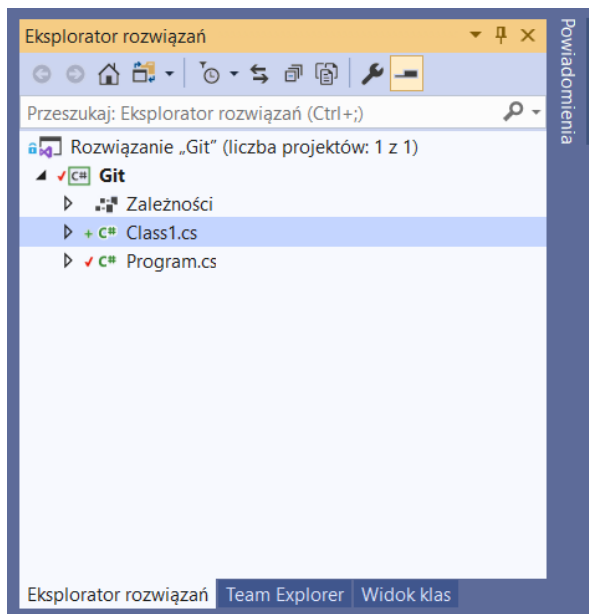 Eksplorator rozwiązań
Przeszukaj: Eksplorator rozwiązań (Ctrl+;)
Rozwiązanie „Git” (liczba projektów: 1 z 1)
C# Git
Zależności
+ C# Class1.cs
C# Program.cs
Eksplorator rozwiązań Team Explorer Widok klas
Powiadomienia